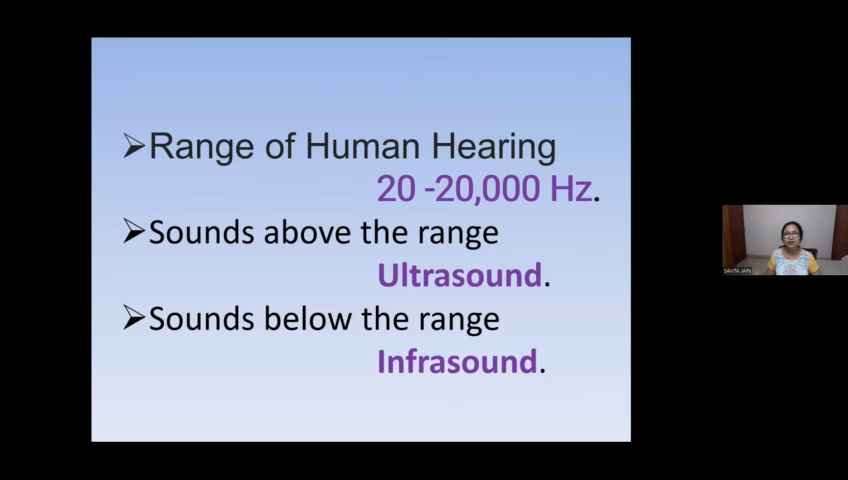 ➢Range of Human Hearing
20 -20,000 Hz.
➢Sounds above the range
Ultrasound.
➢Sounds below the range
Infrasound.
SAVITA JAIN